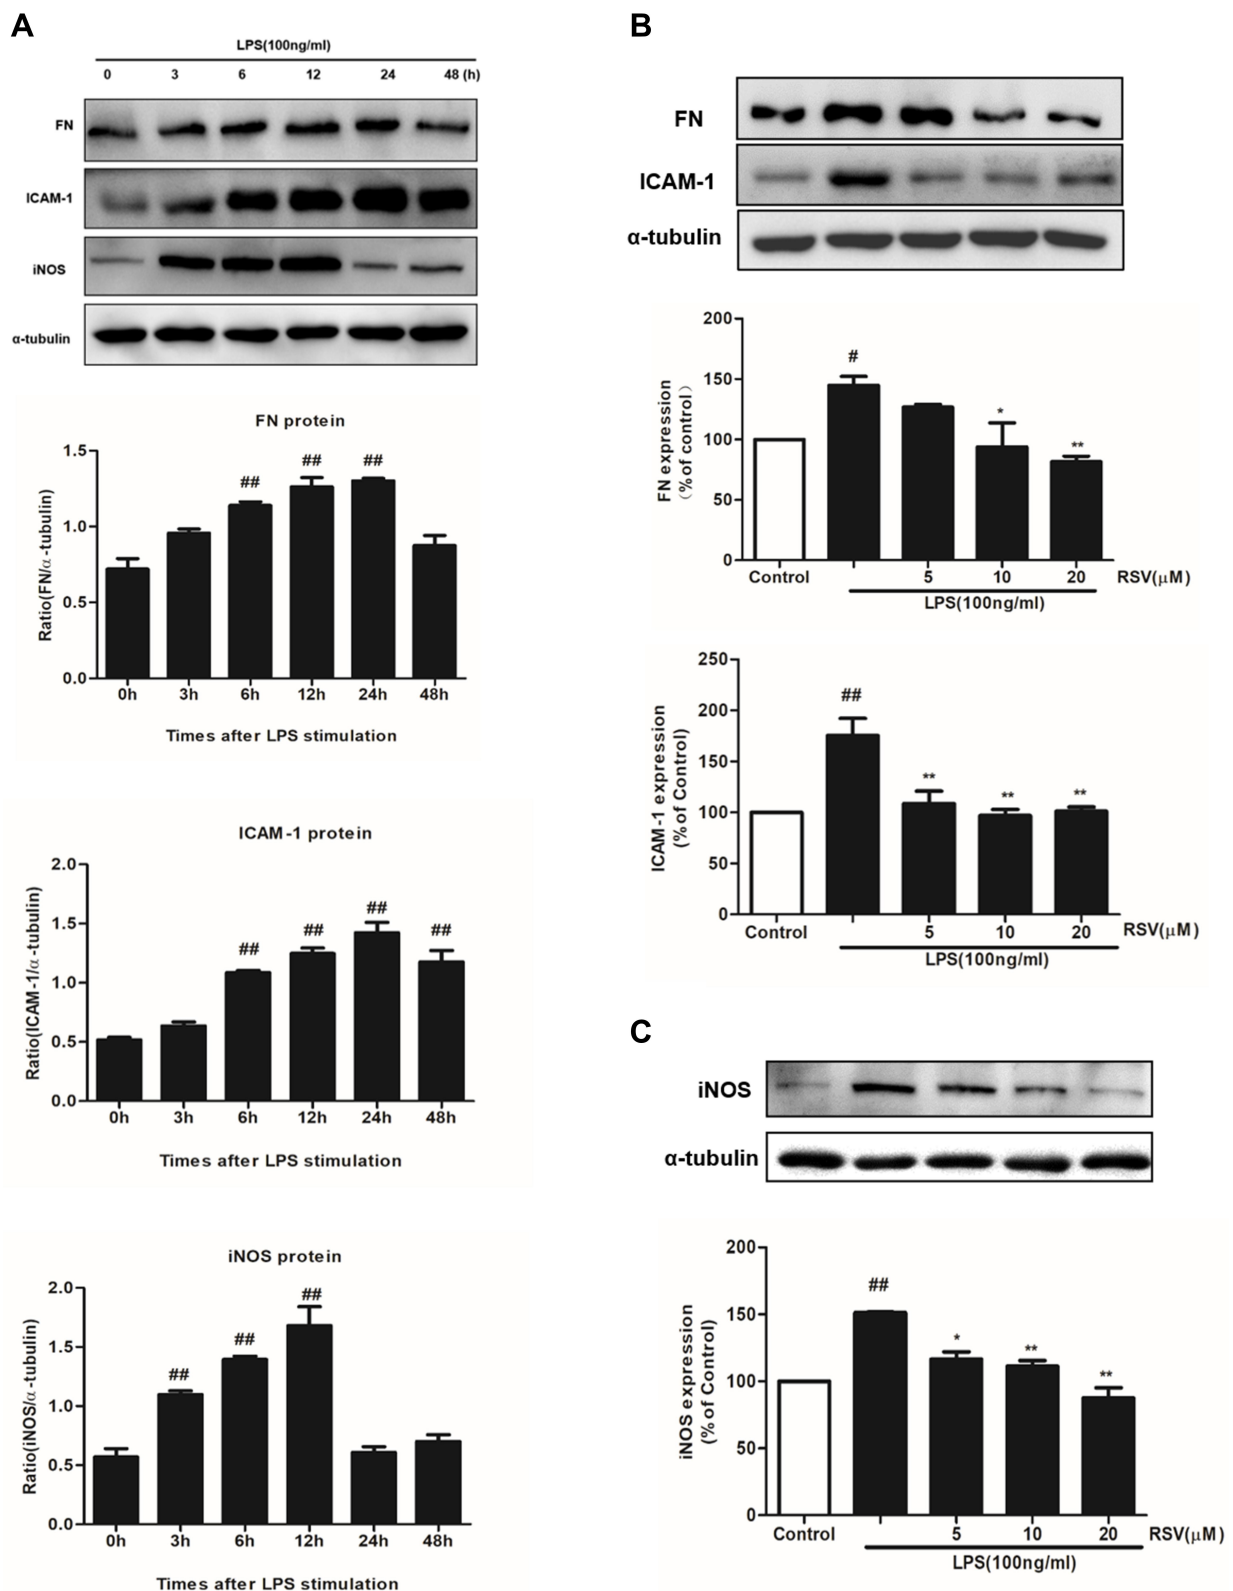 A
LPS(100ng/ml)
0 3 6 12 24 48 (h)
FN
ICAM-1
iNOS
α-tubulin
FN protein
##
##
##
1.5
1.0
0.5
0.0
Ratio(FN/α-tubulin)
0h 3h 6h 12h 24h 48h
Times after LPS stimulation
ICAM-1 protein
##
##
##
##
2.0
1.5
1.0
0.5
0.0
Ratio(ICAM-1/α-tubulin)
0h 3h 6h 12h 24h 48h
Times after LPS stimulation
iNOS protein
##
##
##
2.0
1.5
1.0
0.5
0.0
Ratio(iNOS/α-tubulin)
0h 3h 6h 12h 24h 48h
Times after LPS stimulation
B
FN
ICAM-1
α-tubulin
200
150
100
50
0
FN expression
(%of control)
#
*
**
Control 5 10 20 RSV(μM)
LPS(100ng/ml)
250
200
150
100
50
0
ICAM-1 expression
(%of Control)
##
**
**
**
Control 5 10 20 RSV(μM)
LPS(100ng/ml)
C
iNOS
α-tubulin
200
150
100
50
0
iNOS expression
(%of Control)
##
*
**
**
Control 5 10 20 RSV(μM)
LPS(100ng/ml)